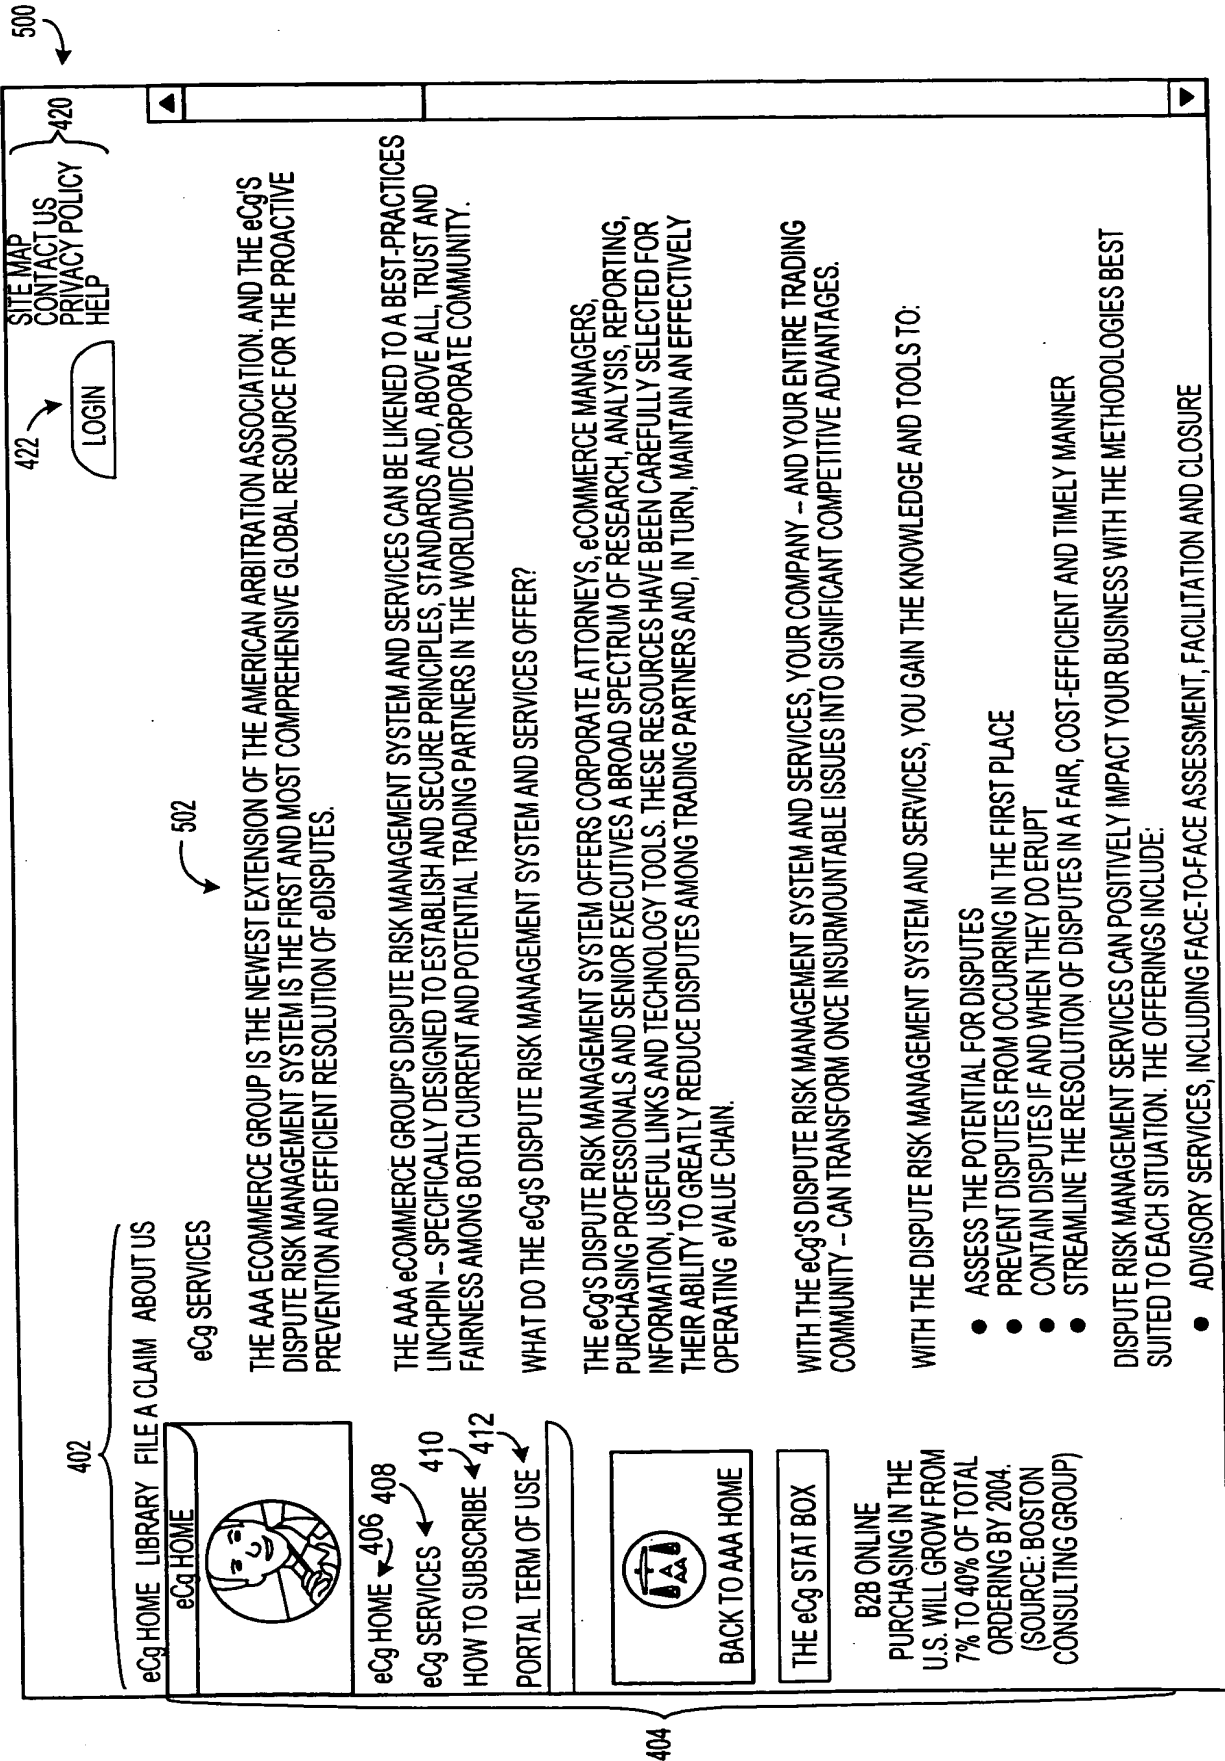 500
402
eCg HOME LIBRARY FILE A CLAIM ABOUT US
422
LOGIN
SITE MAP
CONTACT US
PRIVACY POLICY
HELP
420
404
eCg HOME
eCg HOME 406
eCg SERVICES 408
HOW TO SUBSCRIBE 410
PORTAL TERM OF USE 412
AAA
BACK TO AAA HOME
THE eCg STAT BOX
B2B ONLINE
PURCHASING IN THE
U.S. WILL GROW FROM
7% TO 40% OF TOTAL
ORDERING BY 2004.
(SOURCE: BOSTON
CONSULTING GROUP)
eCg SERVICES
502
THE AAA ECOMMERCE GROUP IS THE NEWEST EXTENSION OF THE AMERICAN ARBITRATION ASSOCIATION. AND THE eCg'S
DISPUTE RISK MANAGEMENT SYSTEM IS THE FIRST AND MOST COMPREHENSIVE GLOBAL RESOURCE FOR THE PROACTIVE
PREVENTION AND EFFICIENT RESOLUTION OF eDISPUTES.
THE AAA eCOMMERCE GROUP'S DISPUTE RISK MANAGEMENT SYSTEM AND SERVICES CAN BE LIKENED TO A BEST-PRACTICES
LINCHPIN – SPECIFICALLY DESIGNED TO ESTABLISH AND SECURE PRINCIPLES, STANDARDS AND, ABOVE ALL, TRUST AND
FAIRNESS AMONG BOTH CURRENT AND POTENTIAL TRADING PARTNERS IN THE WORLDWIDE CORPORATE COMMUNITY.
WHAT DO THE eCg'S DISPUTE RISK MANAGEMENT SYSTEM AND SERVICES OFFER?
THE eCg'S DISPUTE RISK MANAGEMENT SYSTEM OFFERS CORPORATE ATTORNEYS, eCOMMERCE MANAGERS,
PURCHASING PROFESSIONALS AND SENIOR EXECUTIVES A BROAD SPECTRUM OF RESEARCH, ANALYSIS, REPORTING,
INFORMATION, USEFUL LINKS AND TECHNOLOGY TOOLS. THESE RESOURCES HAVE BEEN CAREFULLY SELECTED FOR
THEIR ABILITY TO GREATLY REDUCE DISPUTES AMONG TRADING PARTNERS AND, IN TURN, MAINTAIN AN EFFECTIVELY
OPERATING eVALUE CHAIN.
WITH THE eCg'S DISPUTE RISK MANAGEMENT SYSTEM AND SERVICES, YOUR COMPANY – AND YOUR ENTIRE TRADING
COMMUNITY – CAN TRANSFORM ONCE INSURMOUNTABLE ISSUES INTO SIGNIFICANT COMPETITIVE ADVANTAGES.
WITH THE DISPUTE RISK MANAGEMENT SYSTEM AND SERVICES, YOU GAIN THE KNOWLEDGE AND TOOLS TO:
● ASSESS THE POTENTIAL FOR DISPUTES
● PREVENT DISPUTES FROM OCCURRING IN THE FIRST PLACE
● CONTAIN DISPUTES IF AND WHEN THEY DO ERUPT
● STREAMLINE THE RESOLUTION OF DISPUTES IN A FAIR, COST-EFFICIENT AND TIMELY MANNER
DISPUTE RISK MANAGEMENT SERVICES CAN POSITIVELY IMPACT YOUR BUSINESS WITH THE METHODOLOGIES BEST
SUITED TO EACH SITUATION. THE OFFERINGS INCLUDE:
● ADVISORY SERVICES, INCLUDING FACE-TO-FACE ASSESSMENT, FACILITATION AND CLOSURE